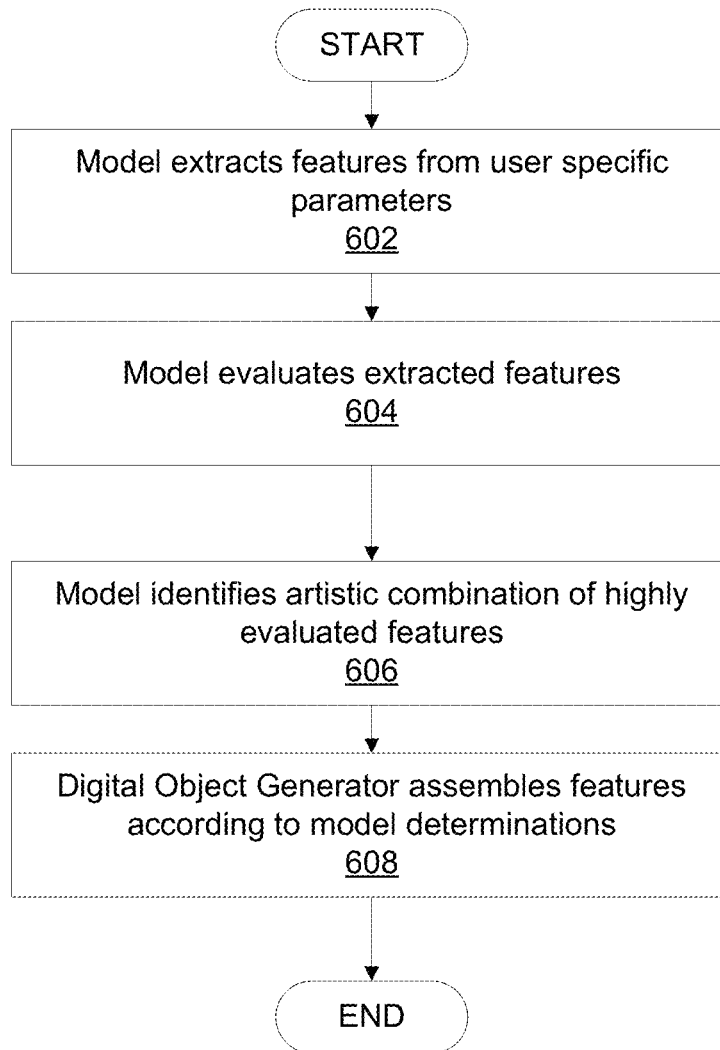 START
Model extracts features from user specific
parameters
602
Model evaluates extracted features
604
Model identifies artistic combination of highly
evaluated features
606
Digital Object Generator assembles features
according to model determinations
608
END